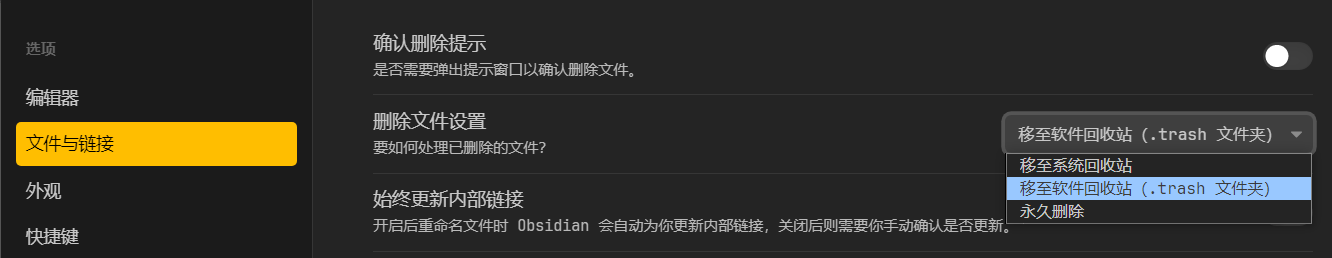 选项
编辑器
文件与链接
外观
快捷键
确认删除提示
是否需要弹出提示窗口以确认删除文件。
删除文件设置
要如何处理已删除的文件？
移至软件回收站 (.trash 文件夹)
移至系统回收站
移至软件回收站 (.trash 文件夹)
永久删除
始终更新内部链接
开启后重命名文件时 Obsidian 会自动为你更新内部链接，关闭后则需要你手动确认是否更新。